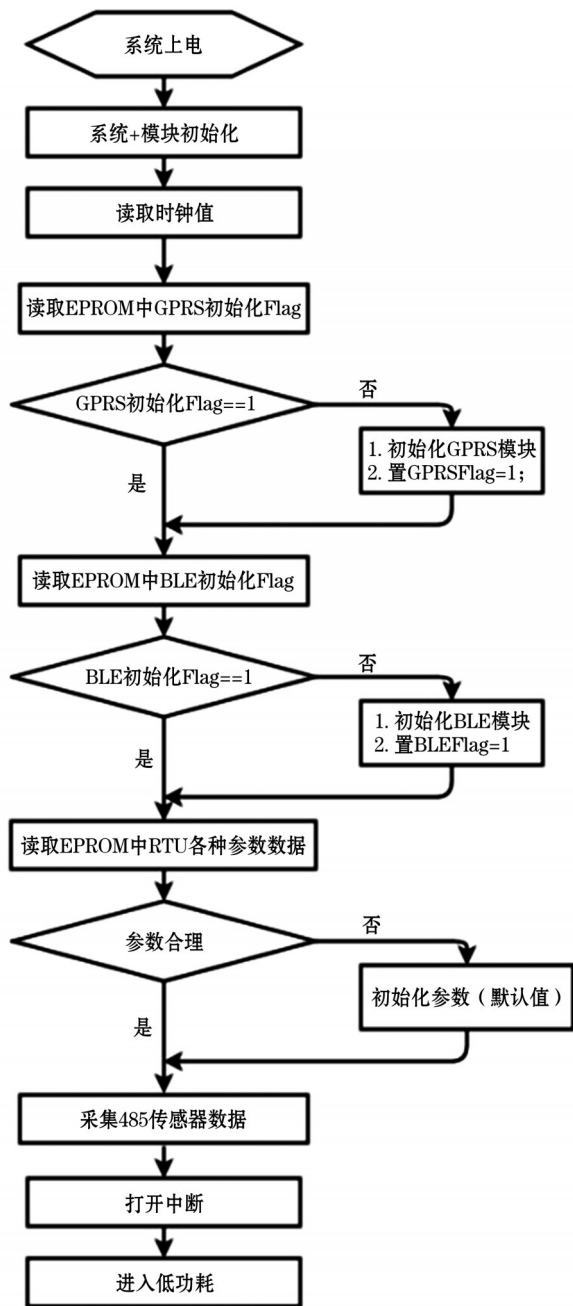 系统上电
系统+模块初始化
读取时钟值
读取EPROM中GPRS初始化Flag
GPRS初始化Flag==1
否
1. 初始化GPRS模块
2. 置GPRSFlag=1;
是
读取EPROM中BLE初始化Flag
BLE初始化Flag==1
否
1. 初始化BLE模块
2. 置BLEFlag=1
是
读取EPROM中RTU各种参数数据
参数合理
否
初始化参数（默认值）
是
采集485传感器数据
打开中断
进入低功耗